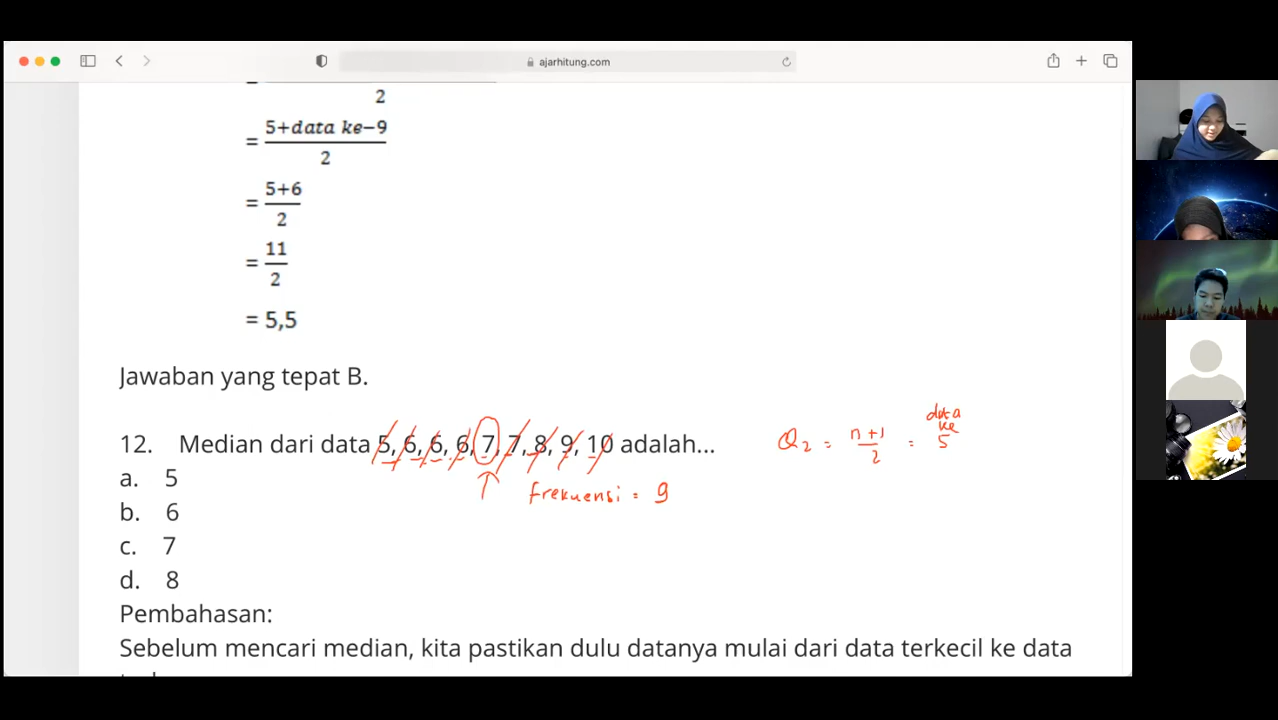 ajarhitung.com
2
5+data ke−9
=
2
5+6
=
2
11
=
2
= 5,5
Jawaban yang tepat B.
12. Median dari data 5, 6, 6, 6, 7, 7, 8, 9, 10 adalah...
Q2 = n+1 / 2 = data ke 5
frekuensi = 9
a. 5
b. 6
c. 7
d. 8
Pembahasan:
Sebelum mencari median, kita pastikan dulu datanya mulai dari data terkecil ke data